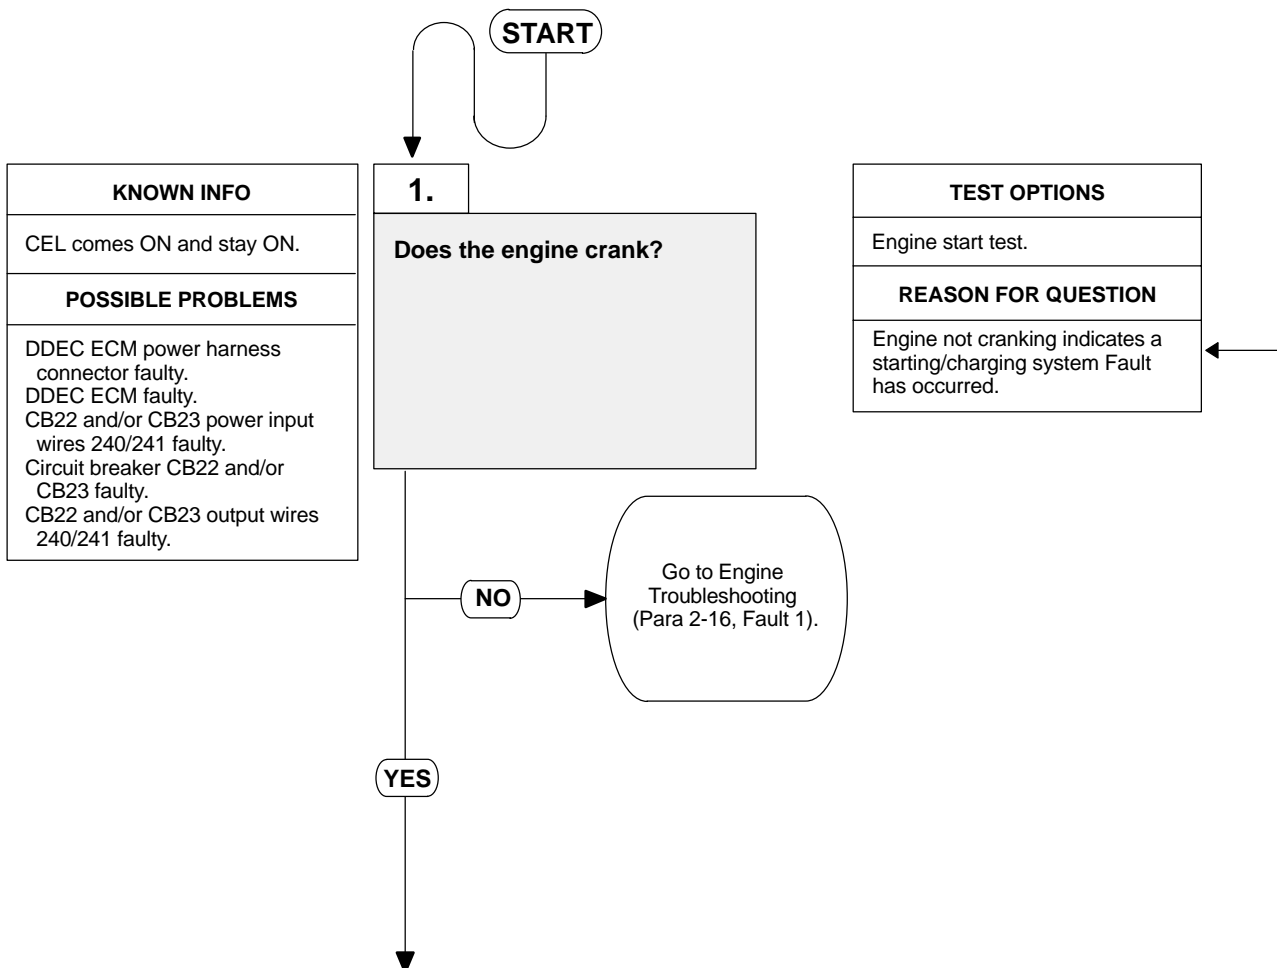 START
KNOWN INFO
CEL comes ON and stay ON.
POSSIBLE PROBLEMS
DDEC ECM power harness
connector faulty.
DDEC ECM faulty.
CB22 and/or CB23 power input
wires 240/241 faulty.
Circuit breaker CB22 and/or
CB23 faulty.
CB22 and/or CB23 output wires
240/241 faulty.
1.
Does the engine crank?
TEST OPTIONS
Engine start test.
REASON FOR QUESTION
Engine not cranking indicates a
starting/charging system Fault
has occurred.
NO
Go to Engine
Troubleshooting
(Para 2-16, Fault 1).
YES